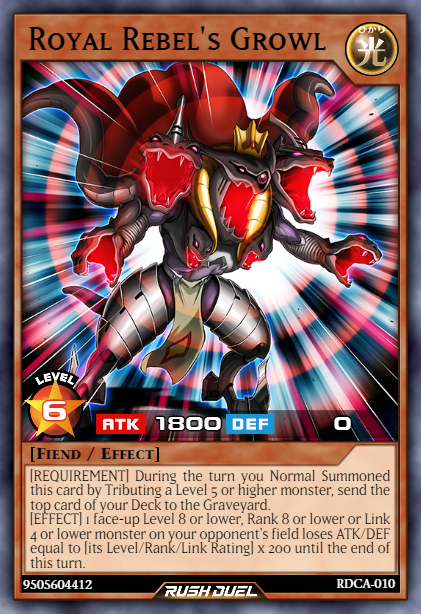 Royal Rebel's Growl
ひかり
光
LEVEL
6
ATK 1800 DEF 0
[Fiend / Effect]
[REQUIREMENT] During the turn you Normal Summoned
this card by Tributing a Level 5 or higher monster, send the
top card of your Deck to the Graveyard.
[EFFECT] 1 face-up Level 8 or lower, Rank 8 or lower or Link
4 or lower monster on your opponent's field loses ATK/DEF
equal to [its Level/Rank/Link Rating] x 200 until the end of
this turn.
9505604412
RUSH DUEL
RDCA-010